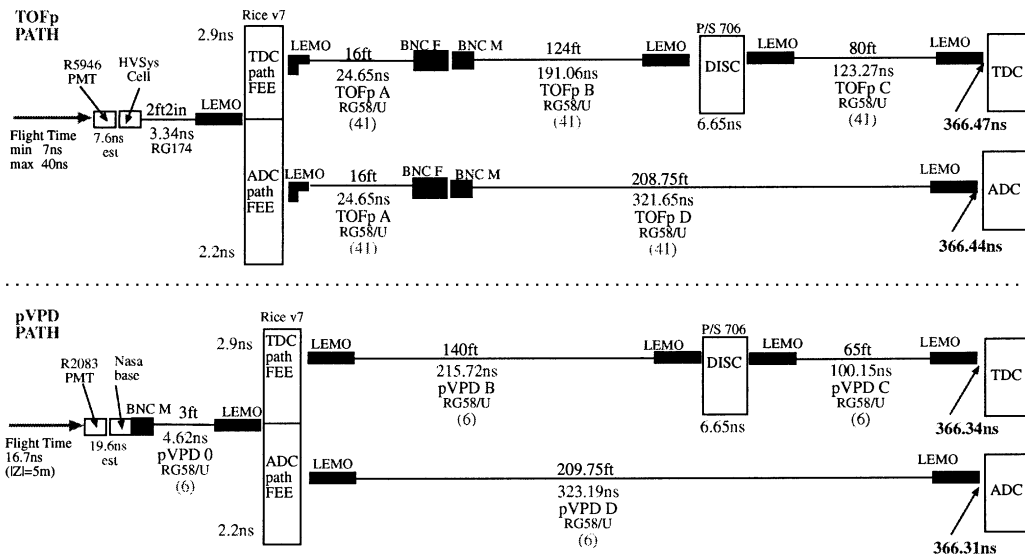 TOFp
PATH
Rice v7
2.9ns
TDC
path
FEE
LEMO
16ft
24.65ns
TOFp A
RG58/U
(41)
BNC F
BNC M
124ft
191.06ns
TOFp B
RG58/U
(41)
LEMO
P/S 706
DISC
6.65ns
LEMO
80ft
123.27ns
TOFp C
RG58/U
(41)
LEMO
TDC
366.47ns
R5946
PMT
HVSys
Cell
2ft2in
3.34ns
RG174
LEMO
Flight Time
min 7ns
max 40ns
7.6ns
est
ADC
path
FEE
2.2ns
LEMO
16ft
24.65ns
TOFp A
RG58/U
(41)
BNC F
BNC M
208.75ft
321.65ns
TOFp D
RG58/U
(41)
LEMO
ADC
366.44ns
pVPD
PATH
Rice v7
2.9ns
TDC
path
FEE
LEMO
140ft
215.72ns
pVPD B
RG58/U
(6)
LEMO
P/S 706
DISC
6.65ns
LEMO
65ft
100.15ns
pVPD C
RG58/U
(6)
LEMO
TDC
366.34ns
R2083
PMT
Nasa
base
BNC M
3ft
4.62ns
pVPD 0
RG58/U
(6)
LEMO
Flight Time
16.7ns
(|Z|=5m)
19.6ns
est
ADC
path
FEE
2.2ns
LEMO
209.75ft
323.19ns
pVPD D
RG58/U
(6)
LEMO
ADC
366.31ns